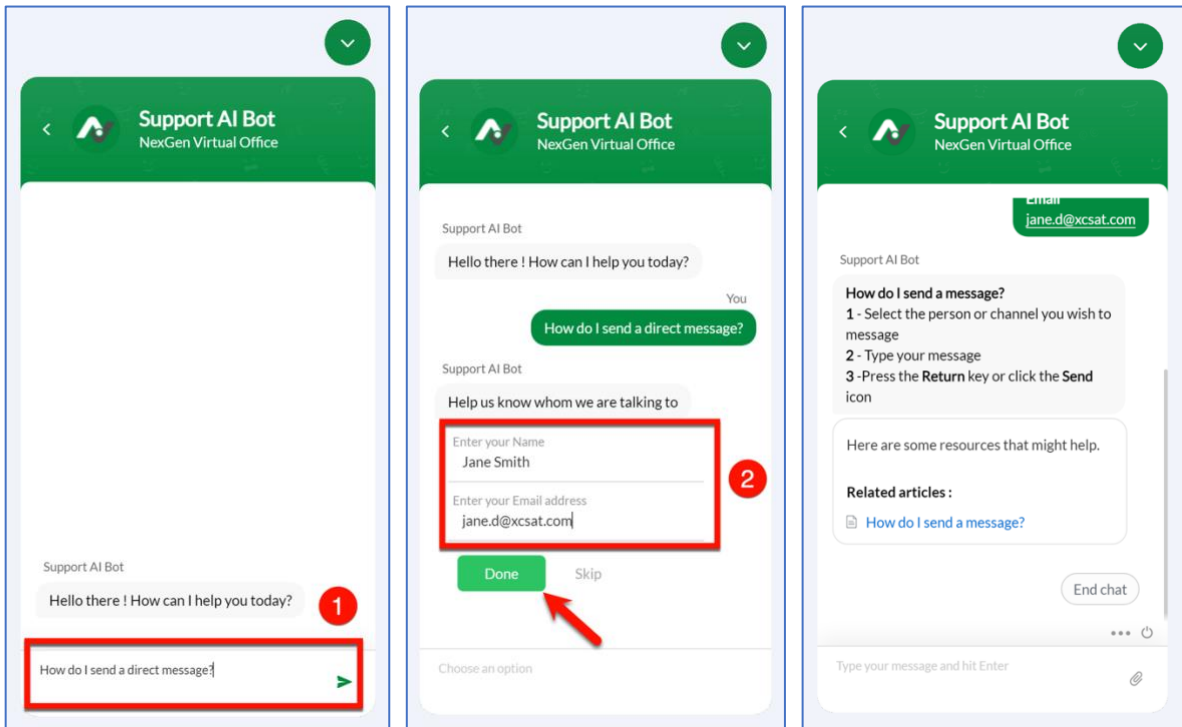 Support AI Bot
NexGen Virtual Office
Support AI Bot
Hello there ! How can I help you today?
1
How do I send a direct message?
Support AI Bot
NexGen Virtual Office
Support AI Bot
Hello there ! How can I help you today?
You
How do I send a direct message?
Support AI Bot
Help us know whom we are talking to
Enter your Name
Jane Smith
2
Enter your Email address
jane.d@xcsat.com
Done Skip
Choose an option
Support AI Bot
NexGen Virtual Office
Email
jane.d@xcsat.com
Support AI Bot
How do I send a message?
1 - Select the person or channel you wish to
message
2 - Type your message
3 -Press the Return key or click the Send
icon
Here are some resources that might help.
Related articles :
How do I send a message?
End chat
Type your message and hit Enter